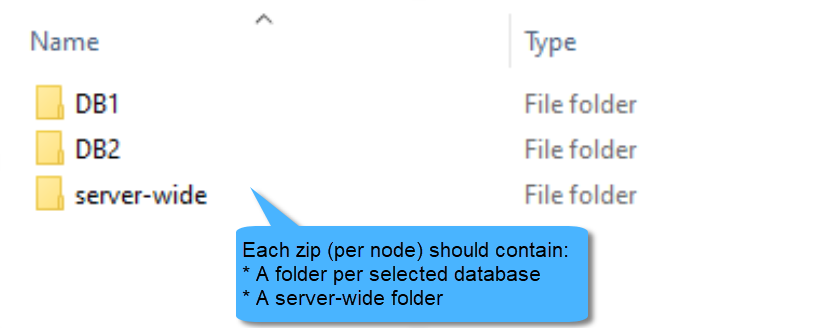 Name Type
DB1 File folder
DB2 File folder
server-wide File folder
Each zip (per node) should contain:
* A folder per selected database
* A server-wide folder